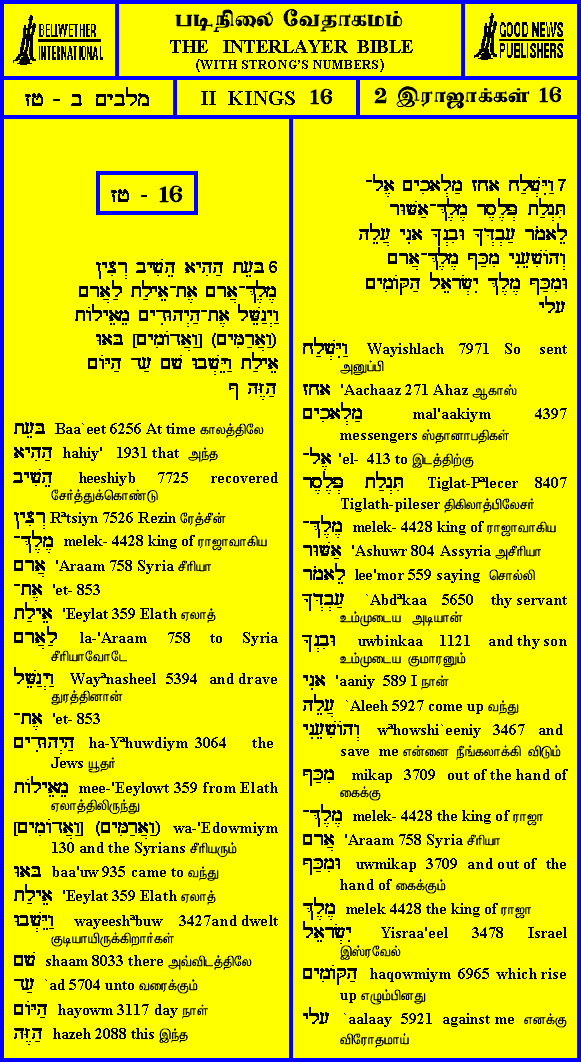 BELLWETHER
INTERNATIONAL
படிநிலை வேதாகமம்
THE INTERLAYER BIBLE
(WITH STRONG'S NUMBERS)
GOOD NEWS
PUBLISHERS
מלבים ב - טז
II KINGS 16
2 இராஜாக்கள் 16
טז - 16
6 בָּעֵת הַהִיא הֵשִׁיב רְצִין
מֶלֶךְ־אֲרָם אֶת־אֵילַת לַאֲרָם
וַיְנַשֵּׁל אֶת־הַיְהוּדִים מֵאֵילוֹת
(וַאֲרַמִּים) [וַאֲדוֹמִים] בָּאוּ
אֵילַת וַיֵּשְׁבוּ שָׁם עַד הַיּוֹם
הַזֶּה ף
בָּעֵת Baa`eet 6256 At time காலத்திலே
הַהִיא hahiy' 1931 that அந்த
הֵשִׁיב heeshiyb 7725 recovered
சேர்த்துக்கொண்டு
רְצִין Rªtsiyn 7526 Rezin ரேத்சீன்
מֶלֶךְ־ melek- 4428 king of ராஜாவாகிய
אֲרָם 'Araam 758 Syria சீரியா
אֶת־ 'et- 853
אֵילַת 'Eeylat 359 Elath ஏலாத்
לַאֲרָם la-'Araam 758 to Syria
சீரியாவோடே
וַיְנַשֵּׁל Wayªnasheel 5394 and drave
துரத்தினான்
אֶת־ 'et- 853
הַיְהוּדִים ha-Yªhuwdiym 3064 the
Jews யூதர்
מֵאֵילוֹת mee-'Eeylowt 359 from Elath
ஏலாத்திலிருந்து
[וַאֲדוֹמִים] (וַאֲרַמִּים) wa-'Edowmiym
130 and the Syrians சீரியரும்
בָּאוּ baa'uw 935 came to வந்து
אֵילַת 'Eeylat 359 Elath ஏலாத்
וַיֵּשְׁבוּ wayeeshªbuw 3427and dwelt
குடியாயிருக்கிறார்கள்
שָׁם shaam 8033 there அவ்விடத்திலே
עַד `ad 5704 unto வரைக்கும்
הַיּוֹם hayowm 3117 day நாள்
הַזֶּה hazeh 2088 this இந்த
7 וַיִּשְׁלַח אָחָז מַלְאָכִים אֶל־
תִּגְלַת פְּלֶסֶר מֶלֶךְ־אַשּׁוּר
לֵאמֹר עַבְדְּךָ וּבִנְךָ אָנִי עֲלֵה
וְהוֹשִׁעֵנִי מִכַּף מֶלֶךְ־אֲרָם
וּמִכַּף מֶלֶךְ יִשְׂרָאֵל הַקּוֹמִים
עָלָי
וַיִּשְׁלַח Wayishlach 7971 So sent
அனுப்பி
אָחָז 'Aachaaz 271 Ahaz ஆகாஸ்
מַלְאָכִים mal'aakiym 4397
messengers ஸ்தானாபதிகள்
אֶל־ 'el- 413 to இடத்திற்கு
תִּגְלַת פְּלֶסֶר Tiglat-Pªlecer 8407
Tiglath-pileser திகிலாத்பிலேசர்
מֶלֶךְ־ melek- 4428 king of ராஜாவாகிய
אַשּׁוּר 'Ashuwr 804 Assyria அசீரியா
לֵאמֹר lee'mor 559 saying சொல்லி
עַבְדְּךָ `Abdªkaa 5650 thy servant
உம்முடைய அடியான்
וּבִנְךָ uwbinkaa 1121 and thy son
உம்முடைய குமாரனும்
אָנִי 'aaniy 589 I நான்
עֲלֵה `Aleeh 5927 come up வந்து
וְהוֹשִׁעֵנִי wªhowshi`eeniy 3467 and
save me என்னை நீங்கலாக்கி விடும்
מִכַּף mikap 3709 out of the hand of
கைக்கு
מֶלֶךְ־ melek- 4428 the king of ராஜா
אֲרָם 'Araam 758 Syria சீரியா
וּמִכַּף uwmikap 3709 and out of the
hand of கைக்கும்
מֶלֶךְ melek 4428 the king of ராஜா
יִשְׂרָאֵל Yisraa'eel 3478 Israel
இஸ்ரவேல்
הַקּוֹמִים haqowmiym 6965 which rise
up எழும்பினது
עָלָי `aalaay 5921 against me எனக்கு
விரோதமாய்